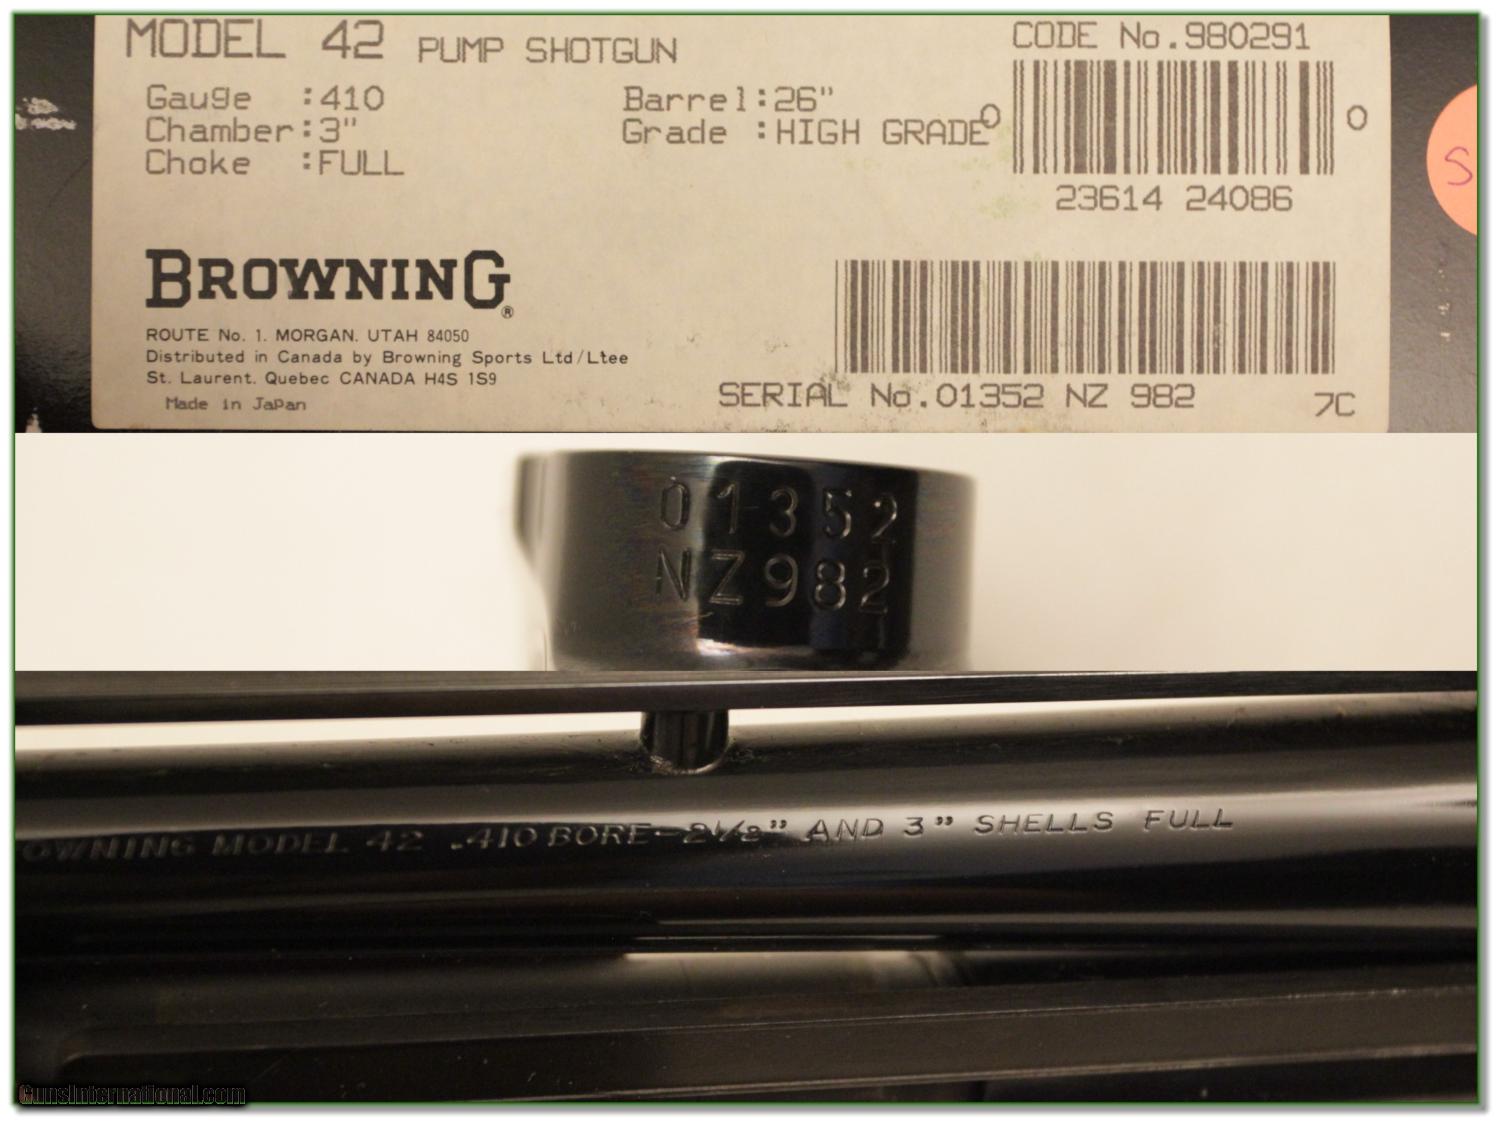 MODEL 42 PUMP SHOTGUN
CODE No.980291
Gauge :410
Barrel:26"
Chamber:3"
Grade :HIGH GRADE
Choke :FULL
0
0
23614 24086
BROWNING®
ROUTE No. 1. MORGAN. UTAH 84050
Distributed in Canada by Browning Sports Ltd/Ltee
St. Laurent. Quebec CANADA H4S 1S9
Made in Japan
SERIAL No.01352 NZ 982
7C
S
01352
NZ982
OWNING MODEL 42 .410 BORE-2½" AND 3" SHELLS FULL
GunsInternational.com